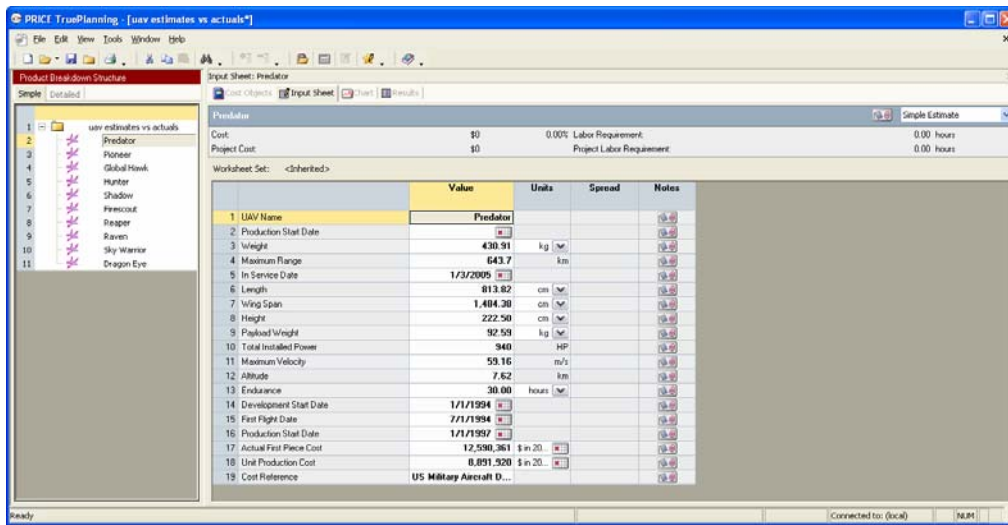 PRICE TruePlanning - [uav estimates vs actuals*]
File Edit View Tools Window Help
Product Breakdown Structure
Simple Detailed
1 uav estimates vs actuals
2 Predator
3 Pioneer
4 Global Hawk
5 Hunter
6 Shadow
7 Firescout
8 Reaper
9 Raven
10 Sky Warrior
11 Dragon Eye
Input Sheet: Predator
Cost Objects Input Sheet Chart Results
Predator Simple Estimate
Cost: $0 0.00% Labor Requirement: 0.00 hours
Project Cost: $0 Project Labor Requirement: 0.00 hours
Worksheet Set: <Inherited>
Value Units Spread Notes
1 UAV Name Predator
2 Production Start Date
3 Weight 430.91 kg
4 Maximum Range 643.7 km
5 In Service Date 1/3/2005
6 Length 813.82 cm
7 Wing Span 1,484.38 cm
8 Height 222.50 cm
9 Payload Weight 92.59 kg
10 Total Installed Power 940 HP
11 Maximum Velocity 59.16 m/s
12 Altitude 7.62 km
13 Endurance 30.00 hours
14 Development Start Date 1/1/1994
15 First Flight Date 7/1/1994
16 Production Start Date 1/1/1997
17 Actual First Piece Cost 12,590,361 $ in 20...
18 Unit Production Cost 8,891,920 $ in 20...
19 Cost Reference US Military Aircraft D...
Ready Connected to: (local) NUM